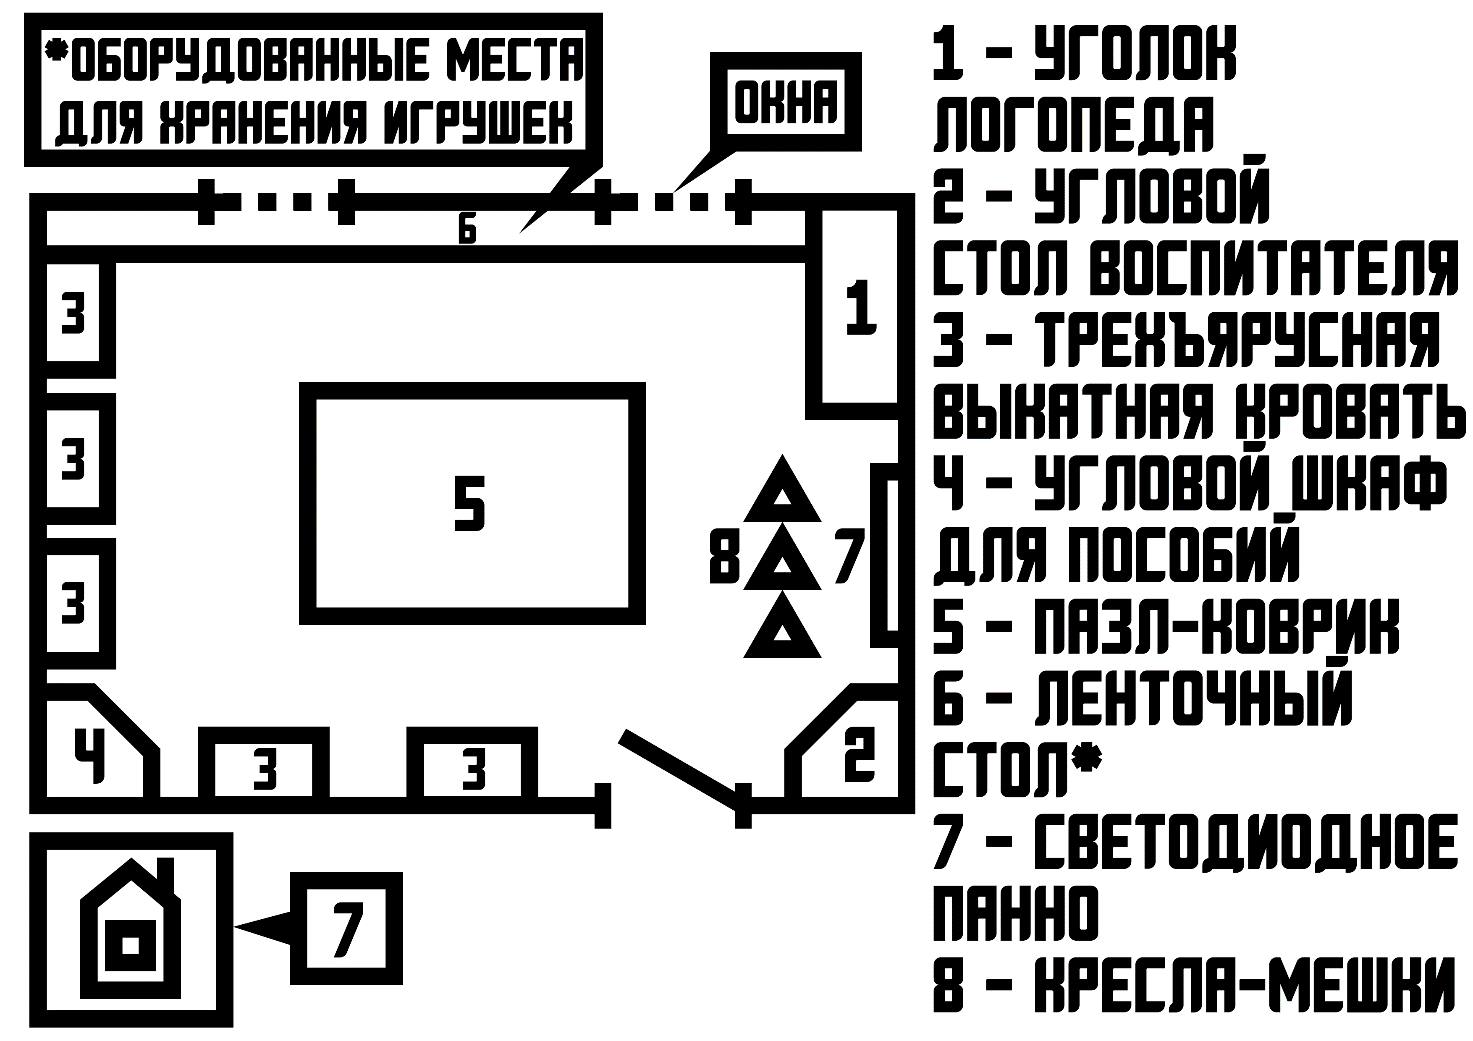 *ОБОРУДОВАННЫЕ МЕСТА
ДЛЯ ХРАНЕНИЯ ИГРУШЕК
ОКНА
6
1
3
3
3
5
8
7
4
3
3
2
7
1 - УГОЛОК
ЛОГОПЕДА
2 - УГЛОВОЙ
СТОЛ ВОСПИТАТЕЛЯ
3 - ТРЕХЪЯРУСНАЯ
ВЫКАТНАЯ КРОВАТЬ
4 - УГЛОВОЙ ШКАФ
ДЛЯ ПОСОБИЙ
5 - ПАЗЛ-КОВРИК
6 - ЛЕНТОЧНЫЙ
СТОЛ*
7 - СВЕТОДИОДНОЕ
ПАННО
8 - КРЕСЛА-МЕШКИ